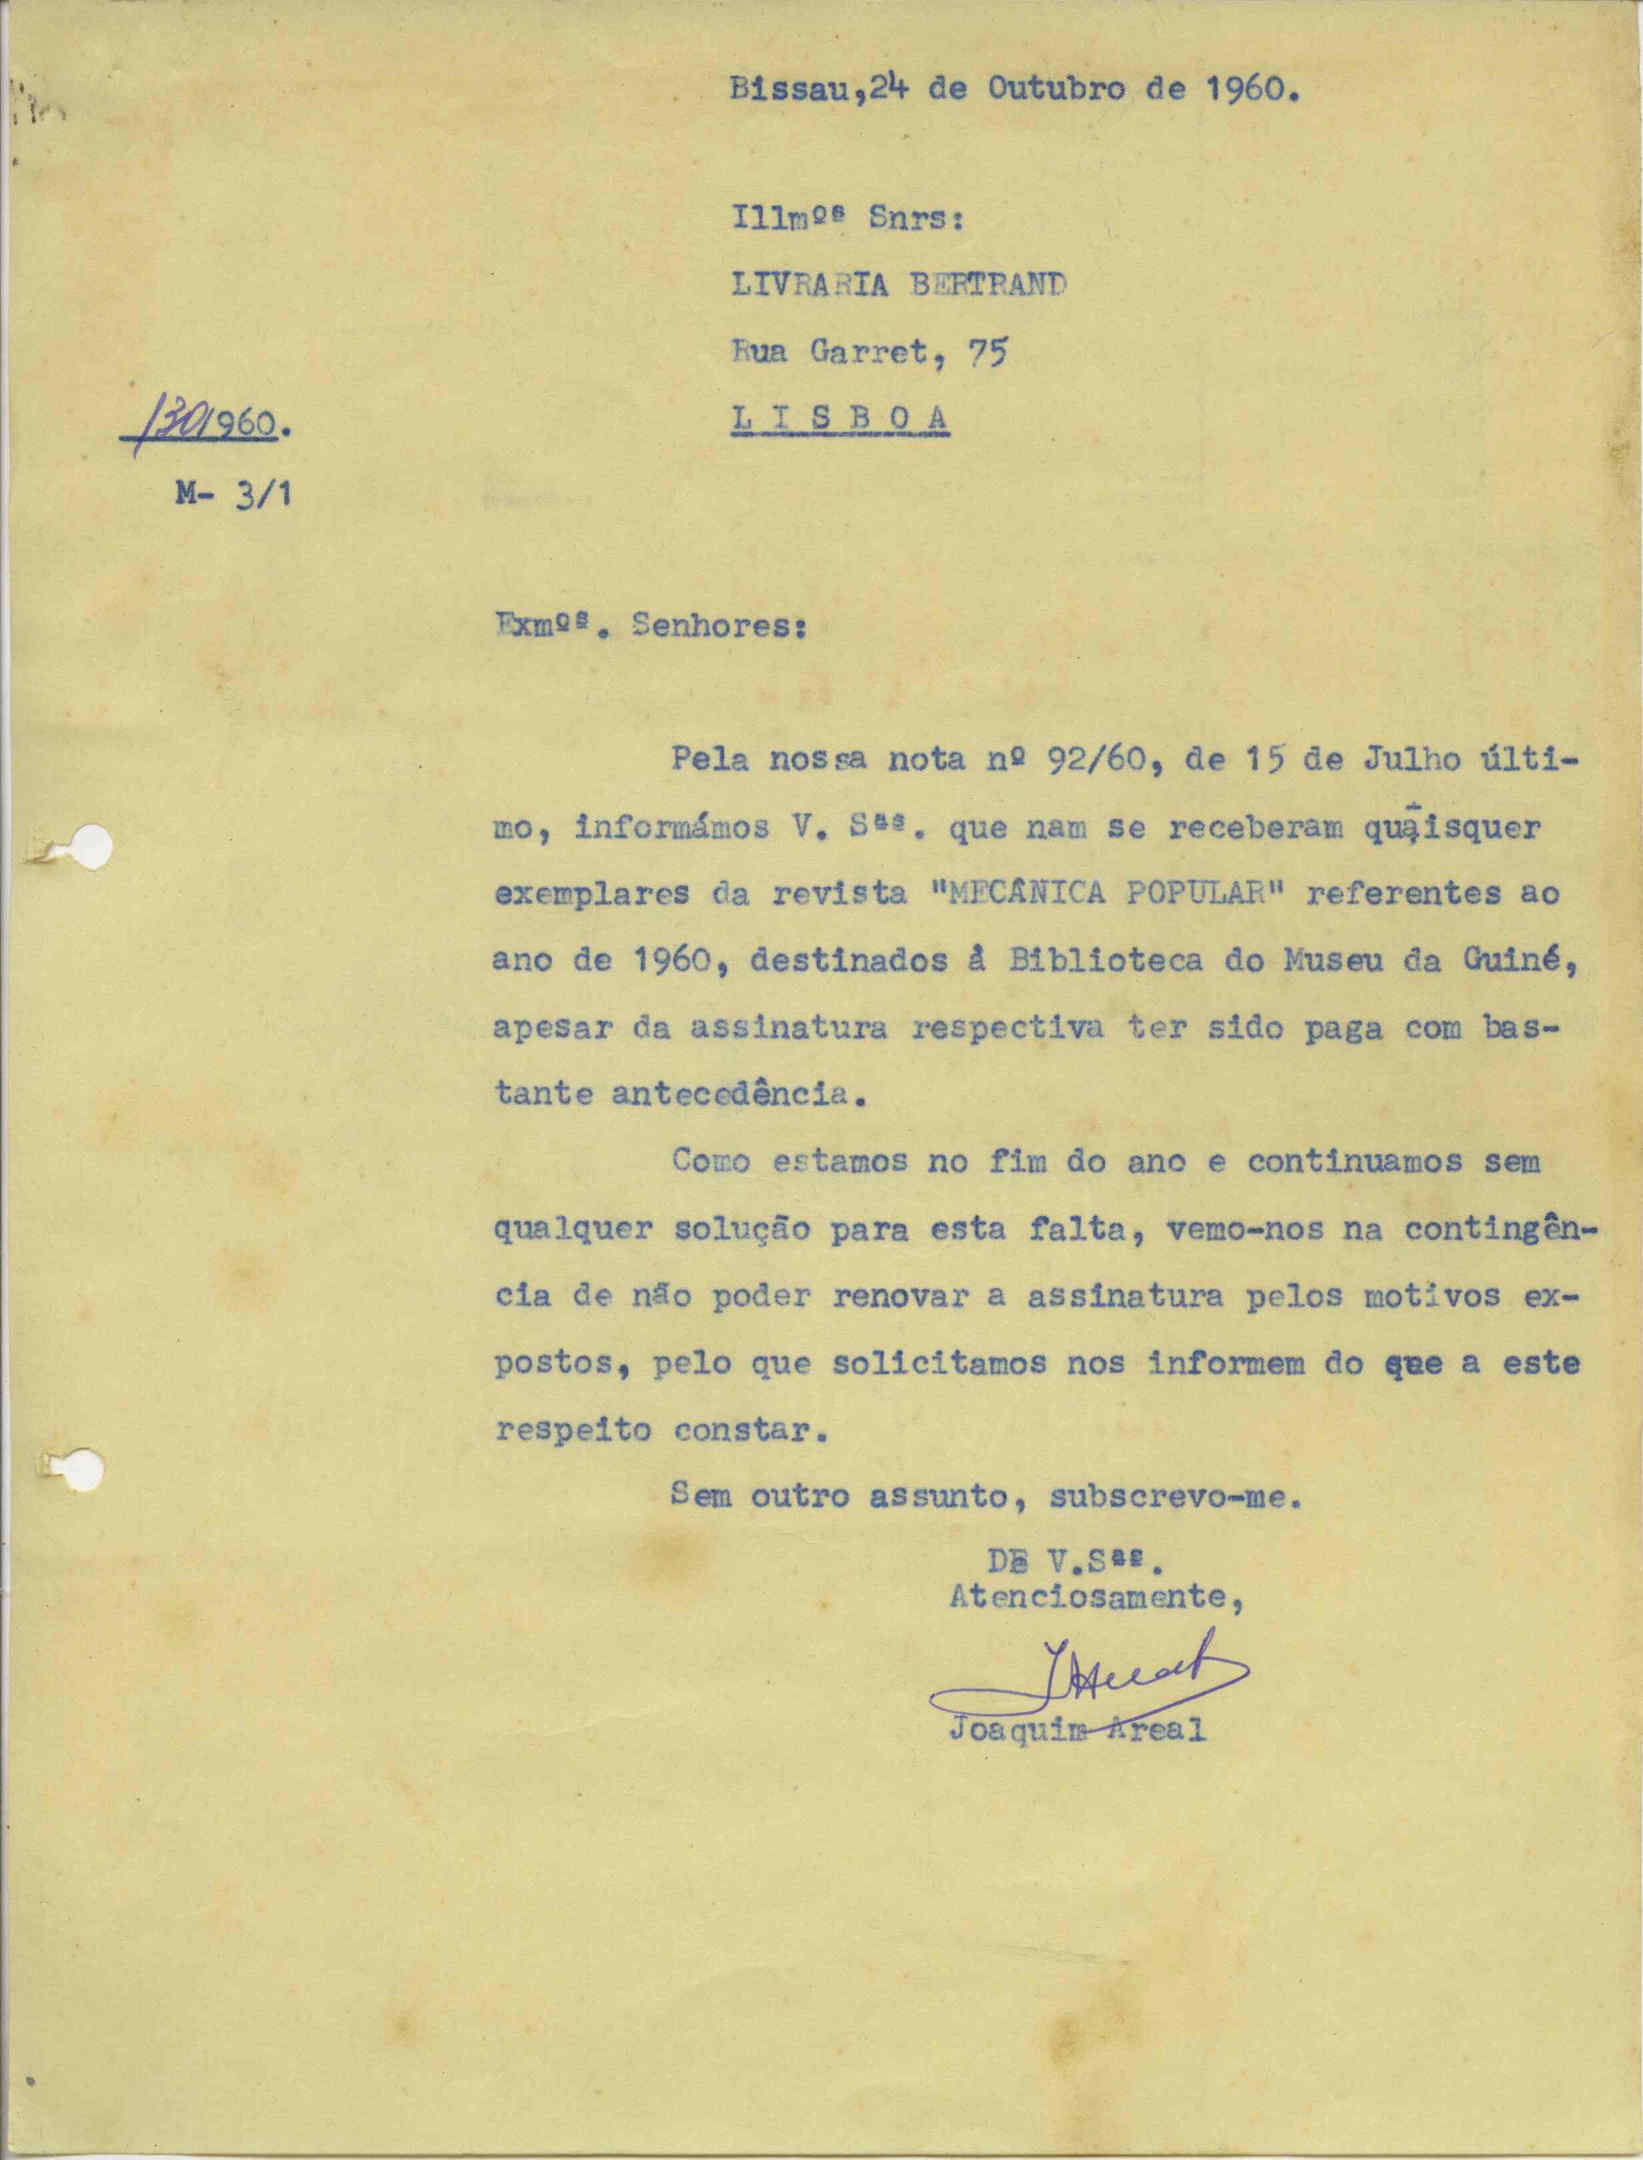 Bissau,24 de Outubro de 1960.
Illmºs Snrs:
LIVRARIA BERTRAND
Rua Garret, 75
L I S B O A
130/960.
M- 3/1
Exmºs. Senhores:
Pela nossa nota nº 92/60, de 15 de Julho últi-
mo, informámos V. Sªs. que nam se receberam quaisquer
exemplares da revista "MECÂNICA POPULAR" referentes ao
ano de 1960, destinados à Biblioteca do Museu da Guiné,
apesar da assinatura respectiva ter sido paga com bas-
tante antecedência.
Como estamos no fim do ano e continuamos sem
qualquer solução para esta falta, vemo-nos na contingên-
cia de não poder renovar a assinatura pelos motivos ex-
postos, pelo que solicitamos nos informem do que a este
respeito constar.
Sem outro assunto, subscrevo-me.
DE V.Sªs.
Atenciosamente,
Joaquim Areal